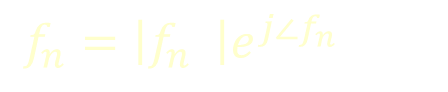 fₙ = |fₙ |e^{j∠fₙ}